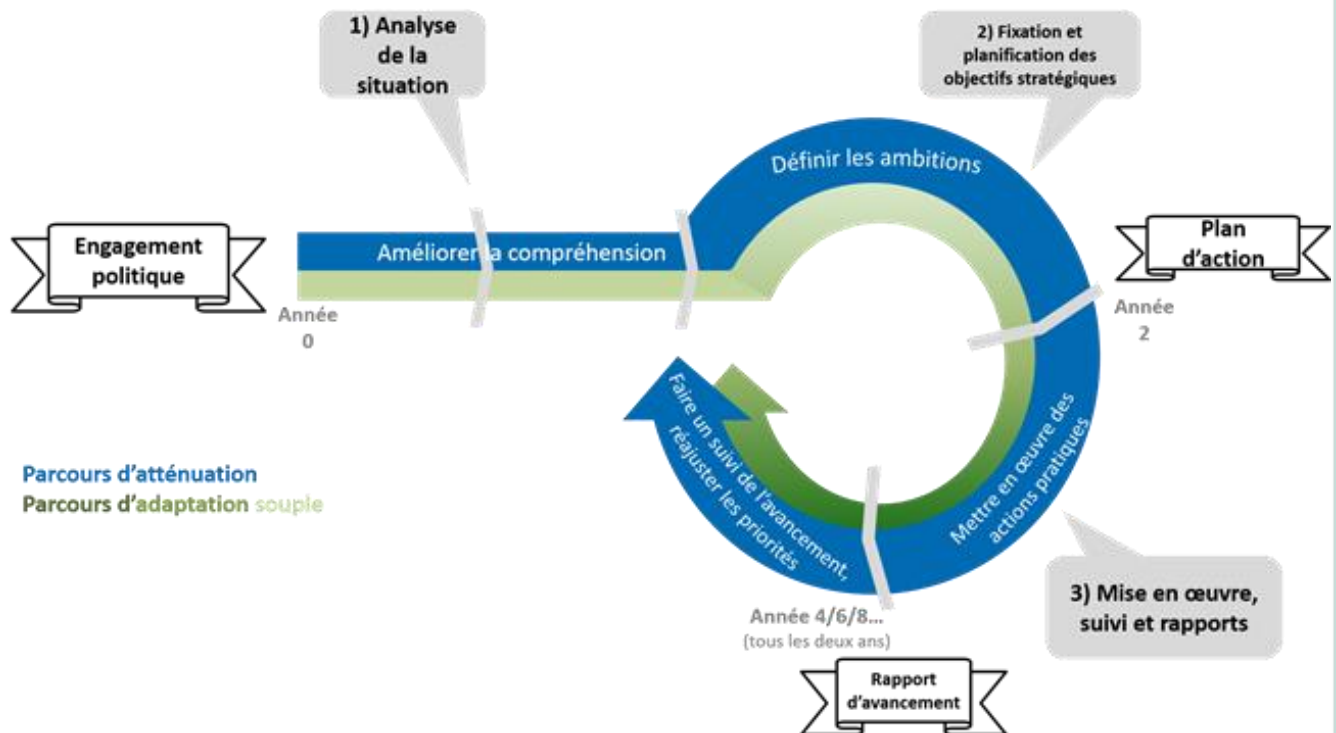 1) Analyse
de la
situation
2) Fixation et
planification des
objectifs stratégiques
Définir les ambitions
Engagement
politique
Améliorer la compréhension
Plan
d'action
Année
0
Année
2
Faire un suivi de l'avancement,
réajuster les priorités
Mettre en œuvre des
actions pratiques
Parcours d'atténuation
Parcours d'adaptation souple
3) Mise en œuvre,
suivi et rapports
Année 4/6/8...
(tous les deux ans)
Rapport
d'avancement